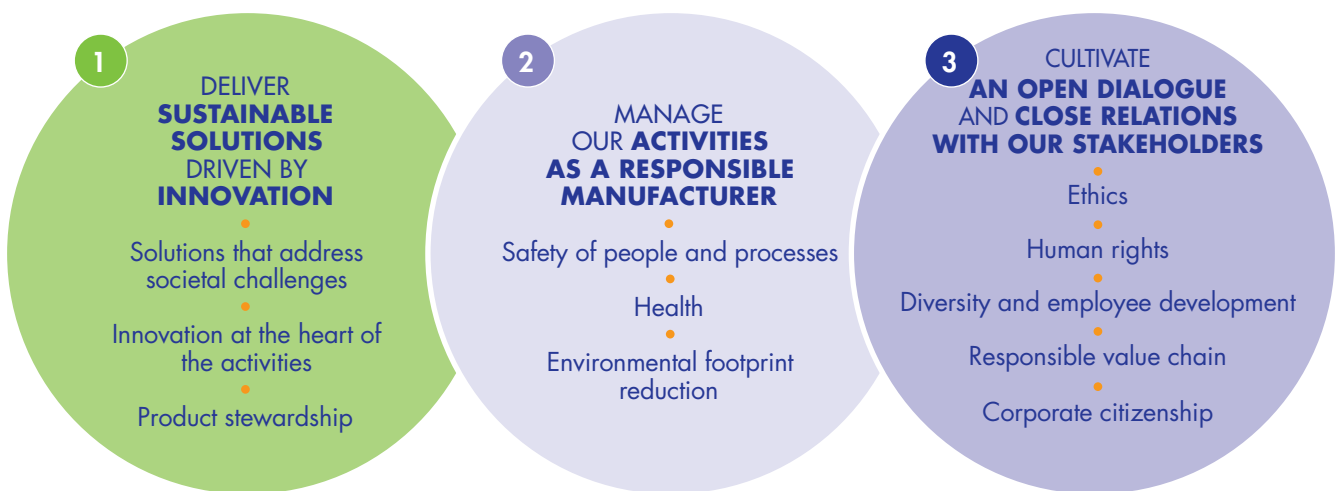 1
DELIVER
SUSTAINABLE
SOLUTIONS
DRIVEN BY
INNOVATION
Solutions that address
societal challenges
Innovation at the heart of
the activities
Product stewardship
2
MANAGE
OUR ACTIVITIES
AS A RESPONSIBLE
MANUFACTURER
Safety of people and processes
Health
Environmental footprint
reduction
3
CULTIVATE
AN OPEN DIALOGUE
AND CLOSE RELATIONS
WITH OUR STAKEHOLDERS
Ethics
Human rights
Diversity and employee development
Responsible value chain
Corporate citizenship